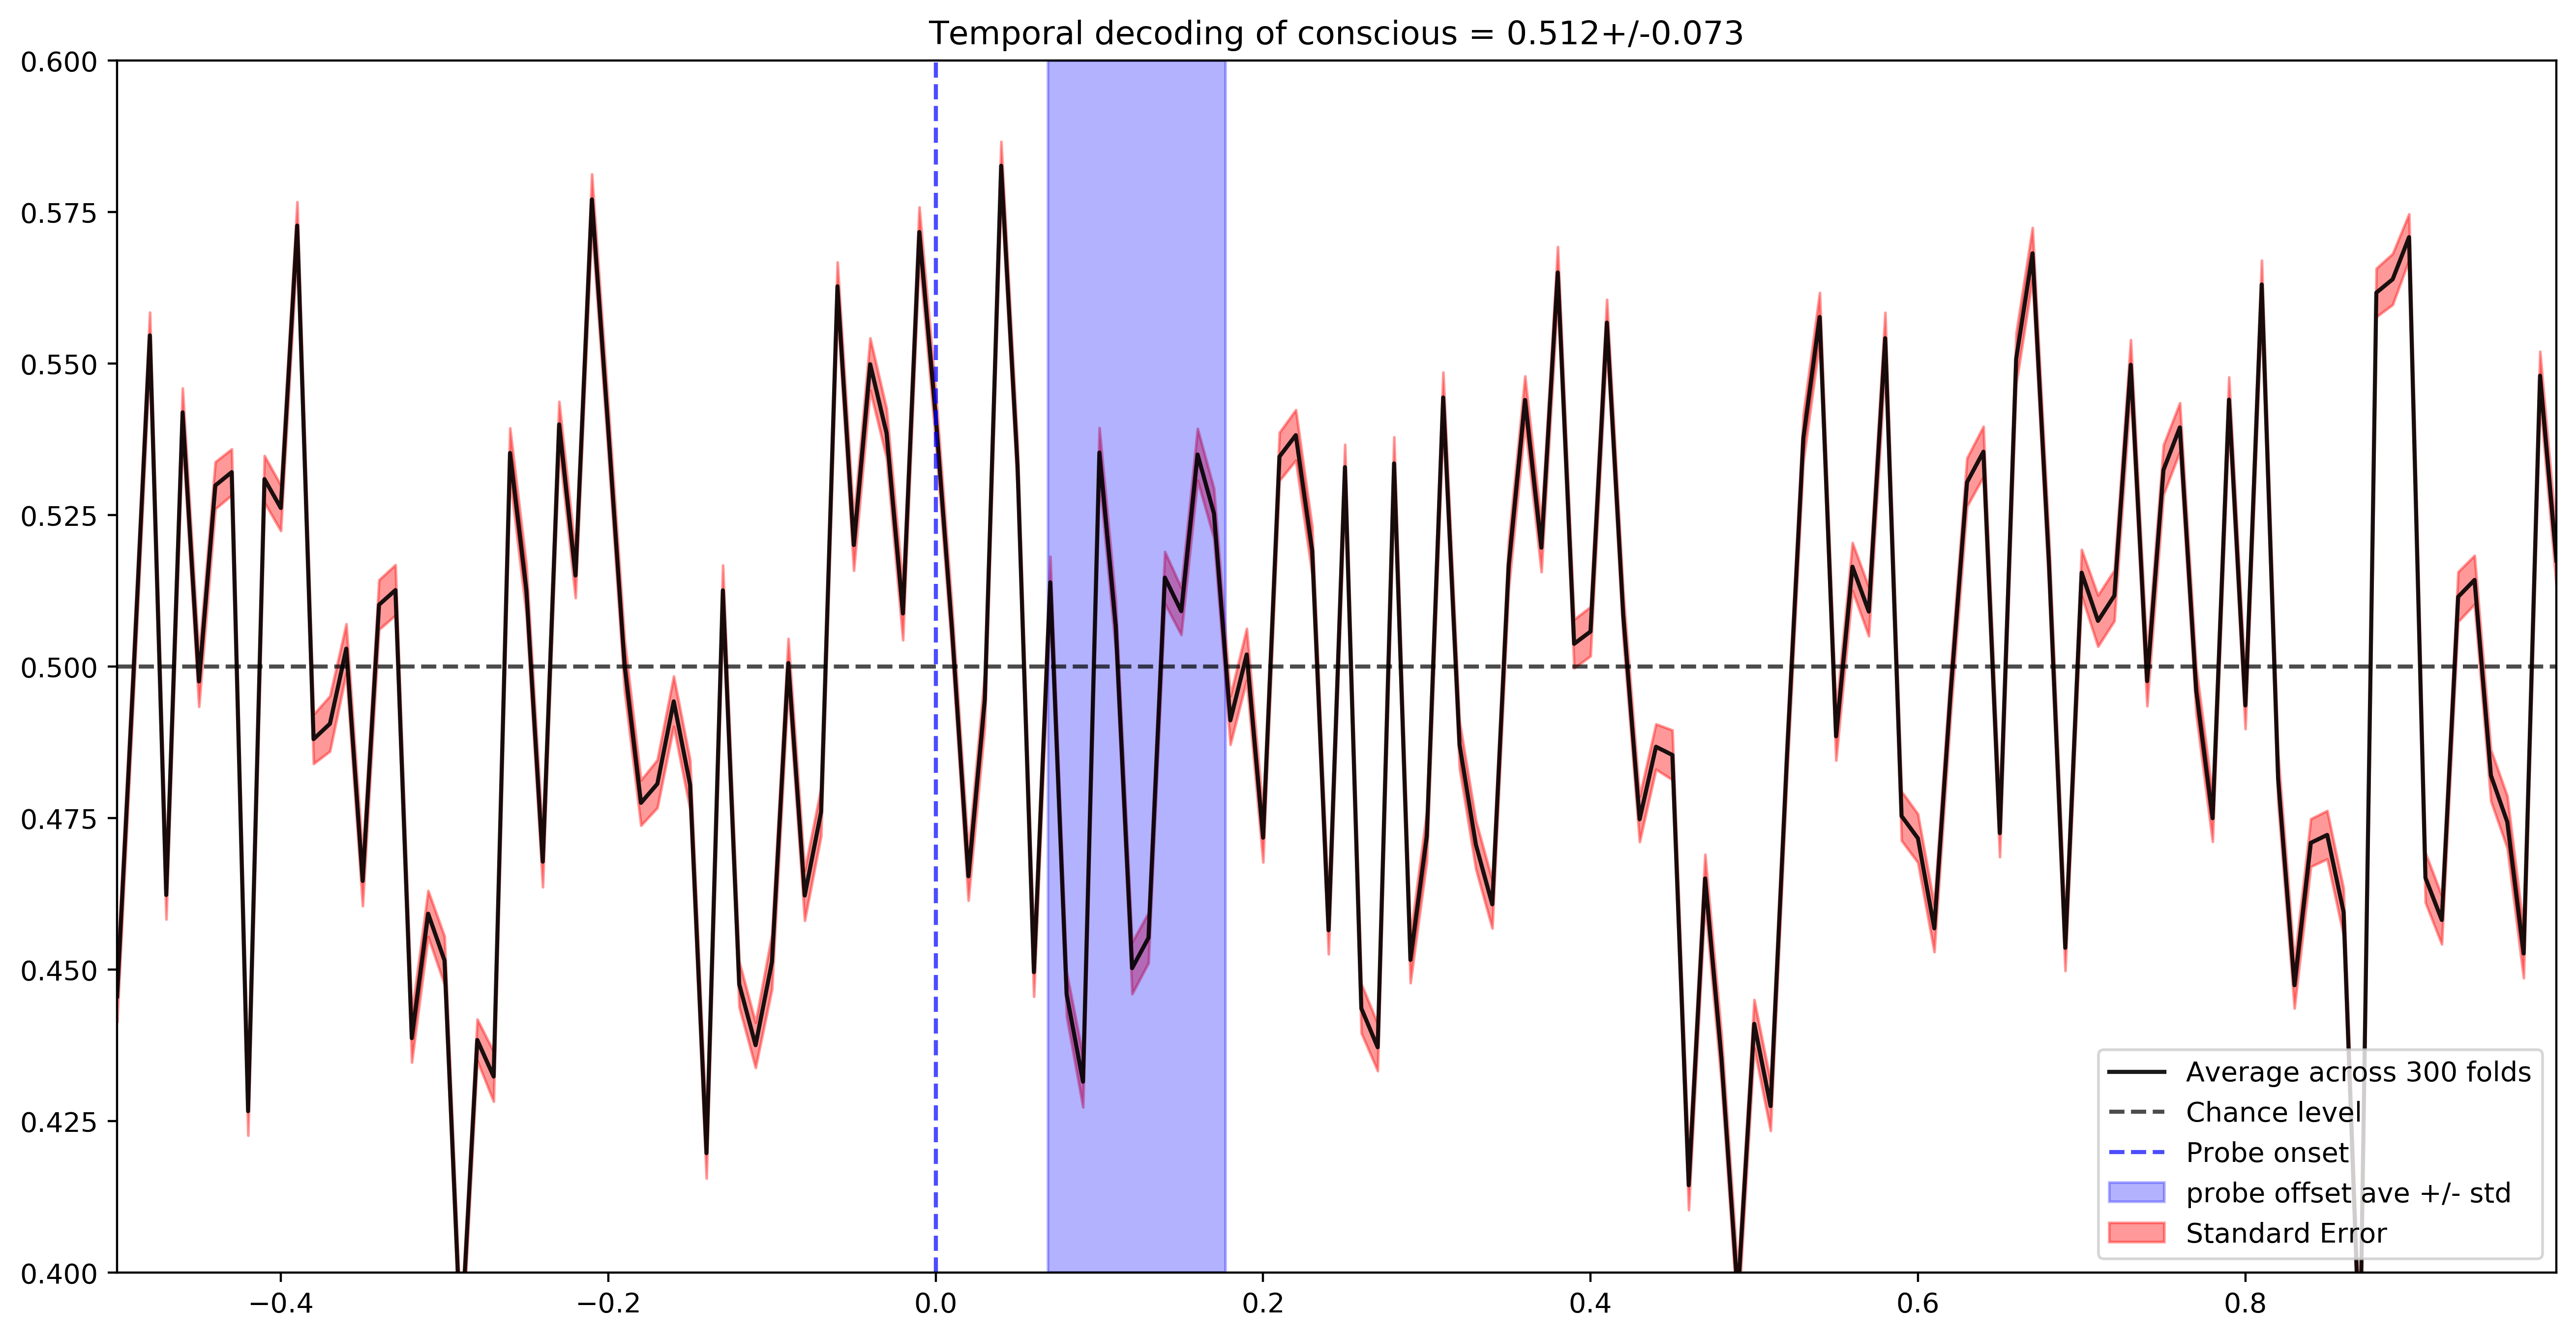 Temporal decoding of conscious = 0.512+/-0.073
0.600
0.575
0.550
0.525
0.500
0.475
0.450
0.425
0.400
−0.4
−0.2
0.0
0.2
0.4
0.6
0.8
Average across 300 folds
Chance level
Probe onset
probe offset ave +/- std
Standard Error